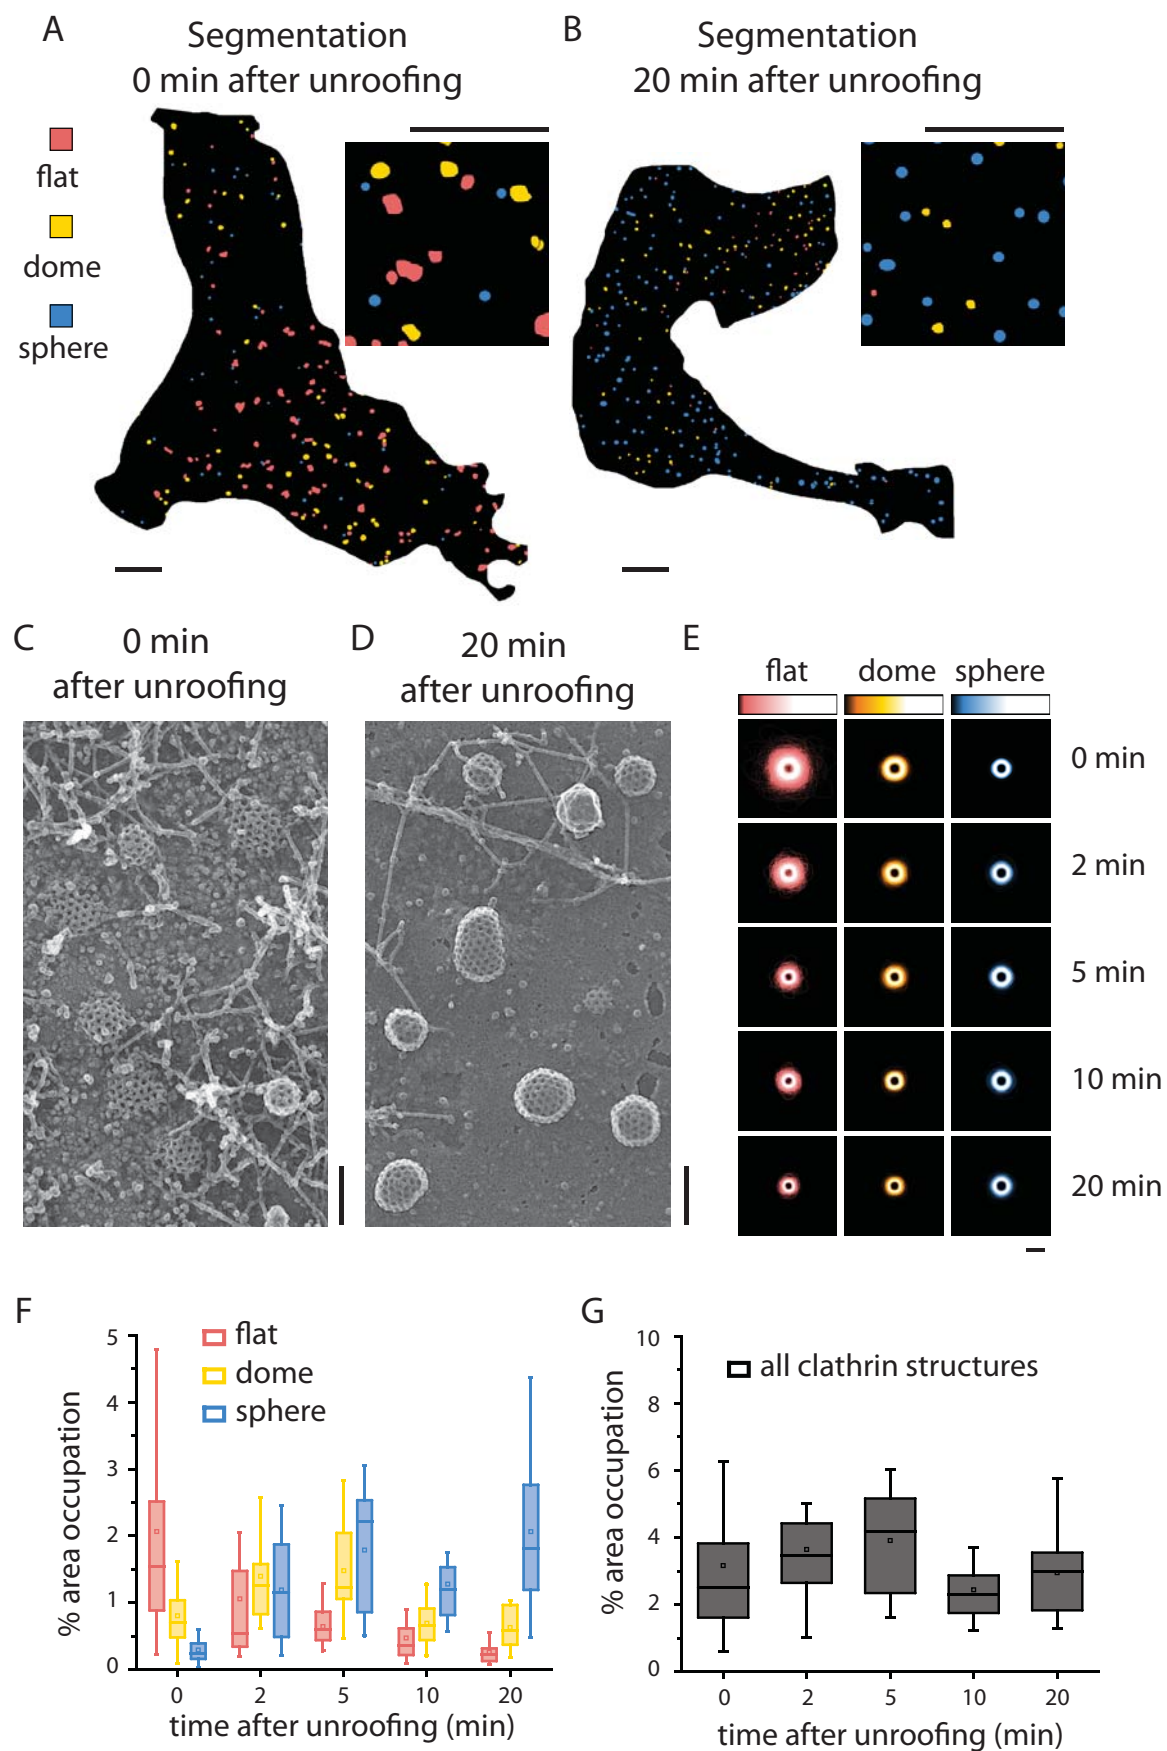 A
Segmentation
0 min after unroofing
B
Segmentation
20 min after unroofing
flat
dome
sphere
C
0 min
after unroofing
D
20 min
after unroofing
E
flat
dome
sphere
0 min
2 min
5 min
10 min
20 min
F
flat
dome
sphere
% area occupation
5
4
3
2
1
0
0
2
5
10
20
time after unroofing (min)
G
all clathrin structures
% area occupation
10
8
6
4
2
0
0
2
5
10
20
time after unroofing (min)